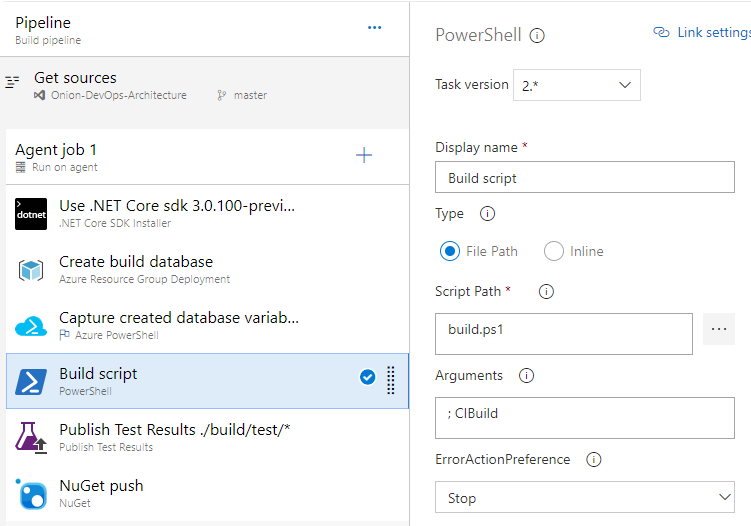 Pipeline
Build pipeline
...
Get sources
Onion-DevOps-Architecture
master
Agent job 1
Run on agent
dotnet
Use .NET Core sdk 3.0.100-previ...
.NET Core SDK Installer
Create build database
Azure Resource Group Deployment
Capture created database variab...
Azure PowerShell
Build script
PowerShell
Publish Test Results ./build/test/*
Publish Test Results
NuGet push
NuGet
PowerShell
Link settings
Task version 2.*
Display name *
Build script
Type
File Path Inline
Script Path *
build.ps1
...
Arguments
; CIBuild
ErrorActionPreference
Stop